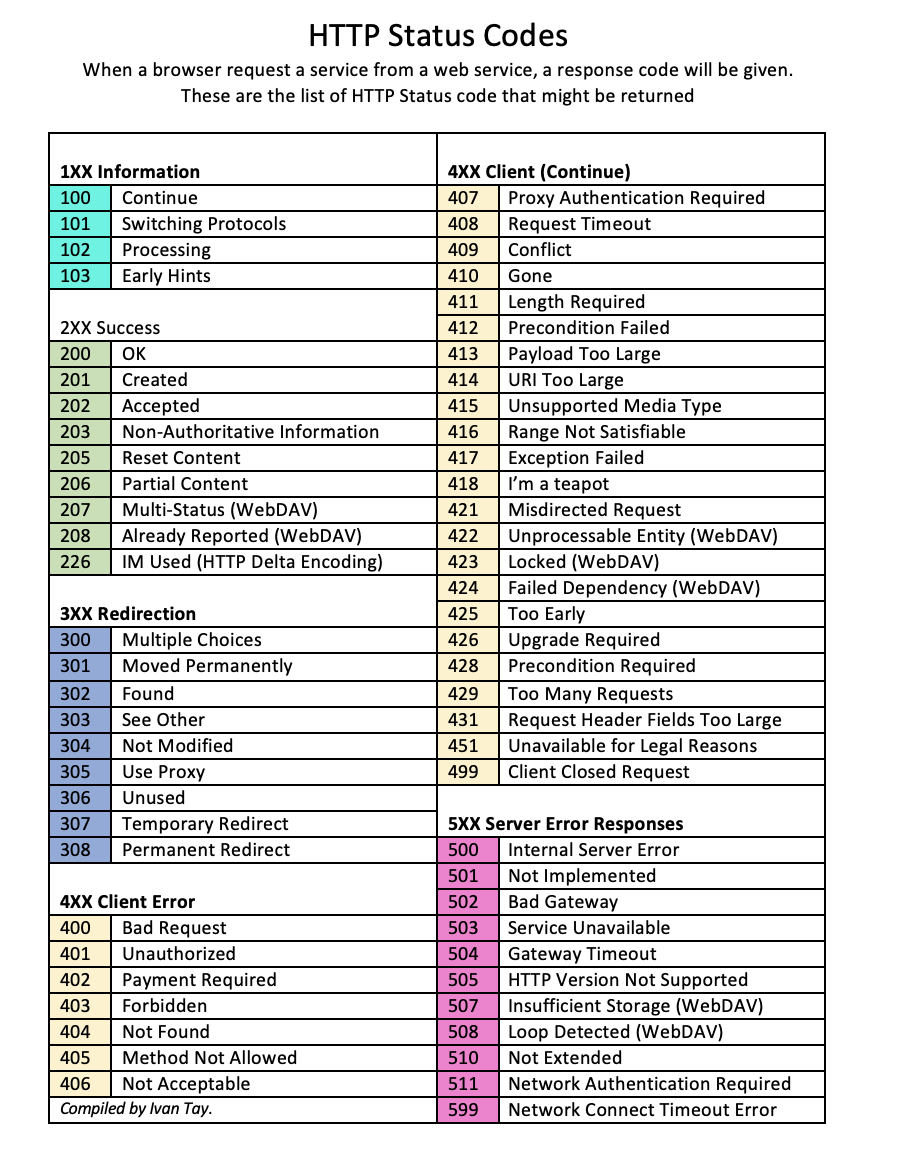 HTTP Status Codes
When a browser request a service from a web service, a response code will be given.
These are the list of HTTP Status code that might be returned
1XX Information
100 Continue
101 Switching Protocols
102 Processing
103 Early Hints
2XX Success
200 OK
201 Created
202 Accepted
203 Non-Authoritative Information
205 Reset Content
206 Partial Content
207 Multi-Status (WebDAV)
208 Already Reported (WebDAV)
226 IM Used (HTTP Delta Encoding)
3XX Redirection
300 Multiple Choices
301 Moved Permanently
302 Found
303 See Other
304 Not Modified
305 Use Proxy
306 Unused
307 Temporary Redirect
308 Permanent Redirect
4XX Client Error
400 Bad Request
401 Unauthorized
402 Payment Required
403 Forbidden
404 Not Found
405 Method Not Allowed
406 Not Acceptable
Compiled by Ivan Tay.
4XX Client (Continue)
407 Proxy Authentication Required
408 Request Timeout
409 Conflict
410 Gone
411 Length Required
412 Precondition Failed
413 Payload Too Large
414 URI Too Large
415 Unsupported Media Type
416 Range Not Satisfiable
417 Exception Failed
418 I’m a teapot
421 Misdirected Request
422 Unprocessable Entity (WebDAV)
423 Locked (WebDAV)
424 Failed Dependency (WebDAV)
425 Too Early
426 Upgrade Required
428 Precondition Required
429 Too Many Requests
431 Request Header Fields Too Large
451 Unavailable for Legal Reasons
499 Client Closed Request
5XX Server Error Responses
500 Internal Server Error
501 Not Implemented
502 Bad Gateway
503 Service Unavailable
504 Gateway Timeout
505 HTTP Version Not Supported
507 Insufficient Storage (WebDAV)
508 Loop Detected (WebDAV)
510 Not Extended
511 Network Authentication Required
599 Network Connect Timeout Error